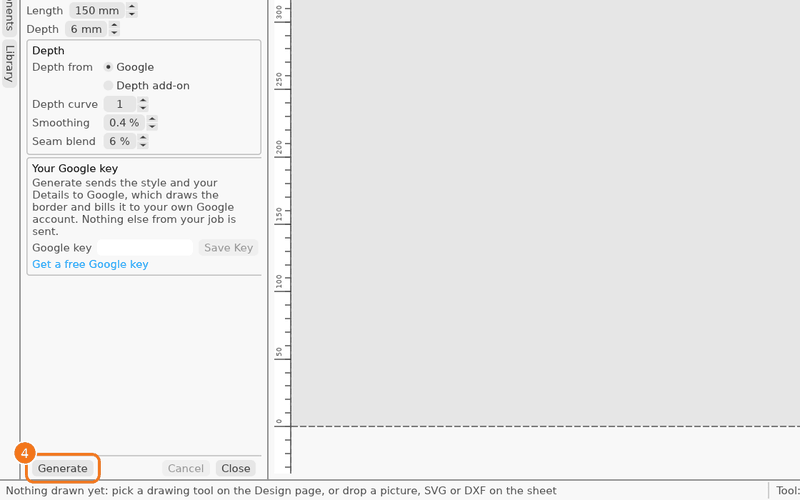 nents
Library
Length 150 mm
Depth 6 mm
Depth
Depth from Google
Depth add-on
Depth curve 1
Smoothing 0.4 %
Seam blend 6 %
Your Google key
Generate sends the style and your
Details to Google, which draws the
border and bills it to your own Google
account. Nothing else from your job is
sent.
Google key Save Key
Get a free Google key
300
250
200
150
100
50
0
4
Generate Cancel Close
Nothing drawn yet: pick a drawing tool on the Design page, or drop a picture, SVG or DXF on the sheet
Tool: